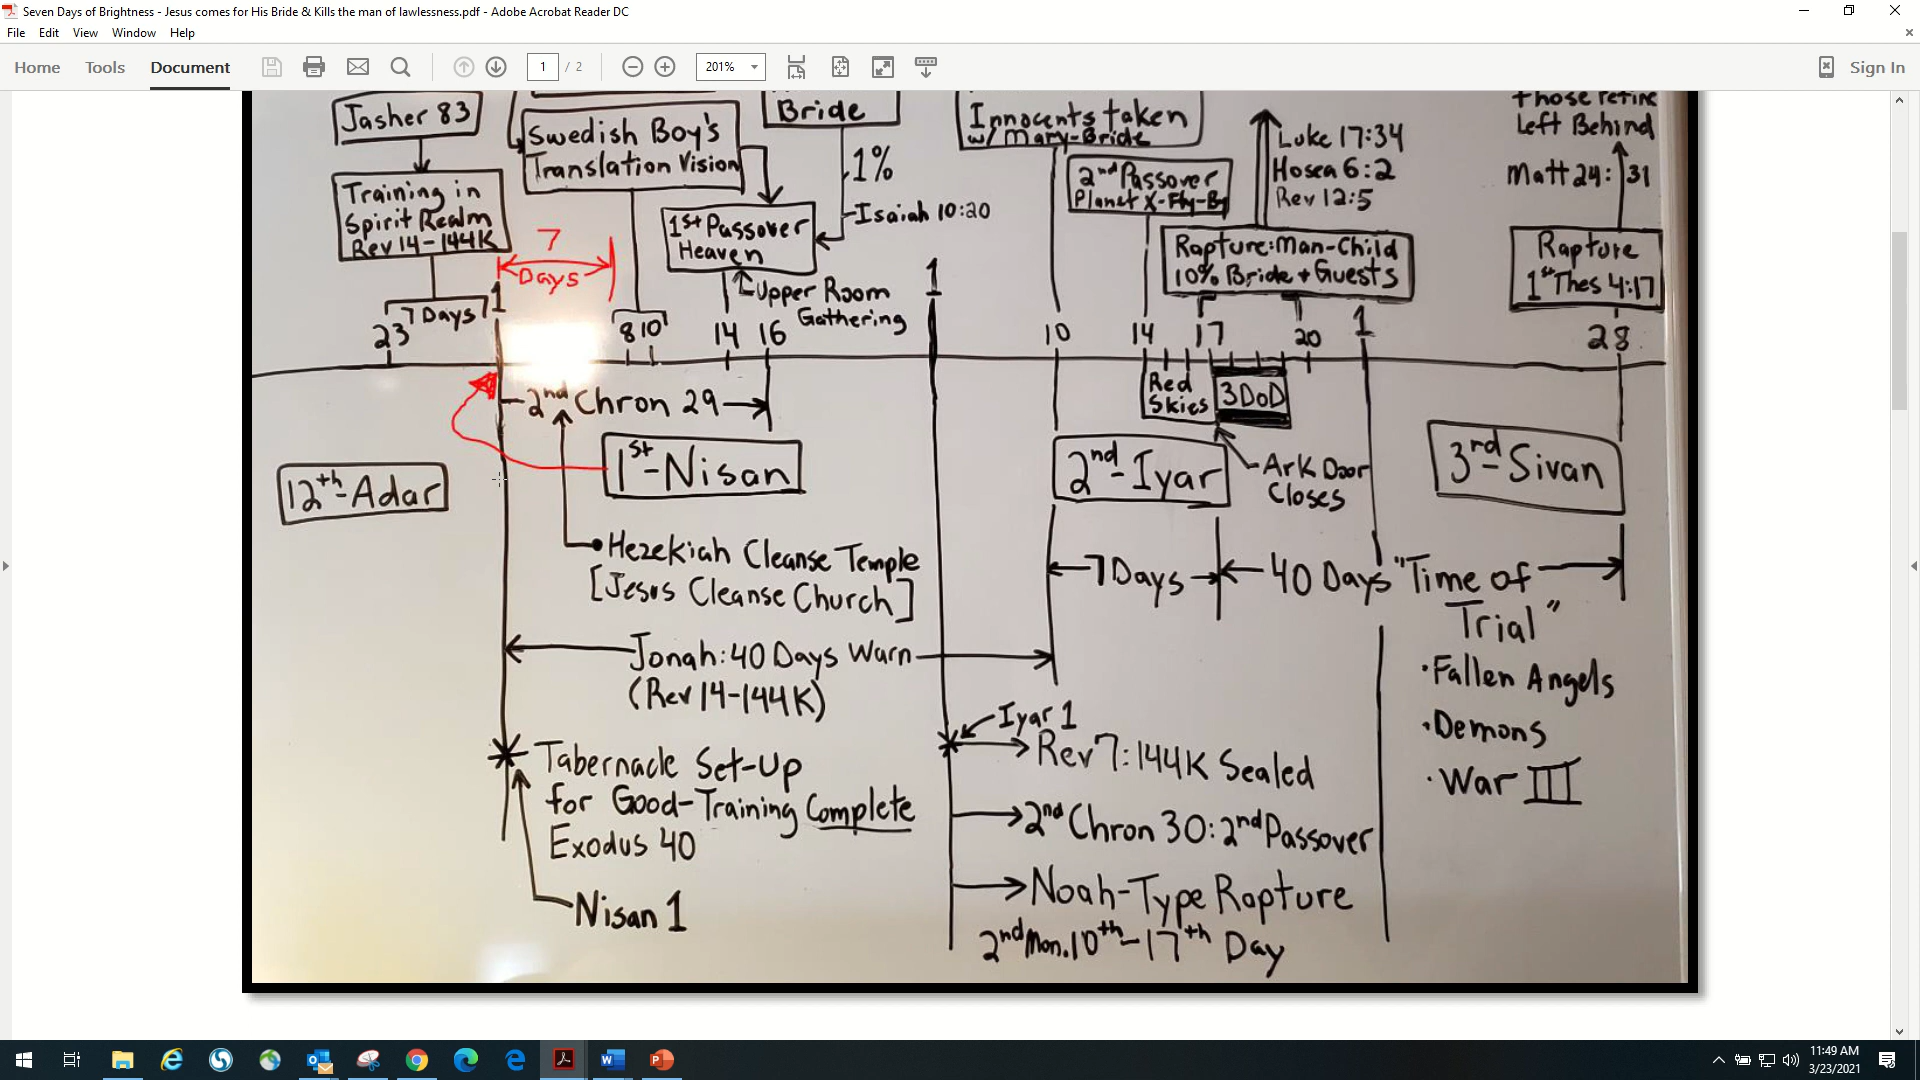 Seven Days of Brightness - Jesus comes for His Bride & Kills the man of lawlessness.pdf - Adobe Acrobat Reader DC
File Edit View Window Help
Home Tools Document
1 / 2
201%
Sign In
Jasher 83
Swedish Boy's
Translation Vision
Bride
1%
Isaiah 10:20
Training in
Spirit Realm
Rev 14-144K
7
Days
1st Passover
Heaven
Upper Room
Gathering
Innocents taken
w/ Mary-Bride
2nd Passover
Planet X-Fly-By
Luke 17:34
Hosea 6:2
Rev 12:5
Rapture: Man-Child
10% Bride + Guests
those refine
Left Behind
Matt 24:31
Rapture
1st Thes 4:17
23
7 Days
1
8 10
14 16
1
10
14
17
20
1
28
2nd Chron 29
Red
Skies
3DoD
Ark Door
Closes
12th-Adar
1st-Nisan
2nd-Iyar
3rd-Sivan
Hezekiah Cleanse Temple
[Jesus Cleanse Church]
7 Days
40 Days "Time of
Trial"
Jonah: 40 Days Warn
(Rev 14-144K)
• Fallen Angels
• Demons
• War III
Tabernacle Set-Up
for Good-Training Complete
Exodus 40
Nisan 1
Iyar 1
Rev 7: 144K Sealed
2nd Chron 30: 2nd Passover
Noah-Type Rapture
2nd Mon. 10th-17th Day
11:49 AM
3/23/2021